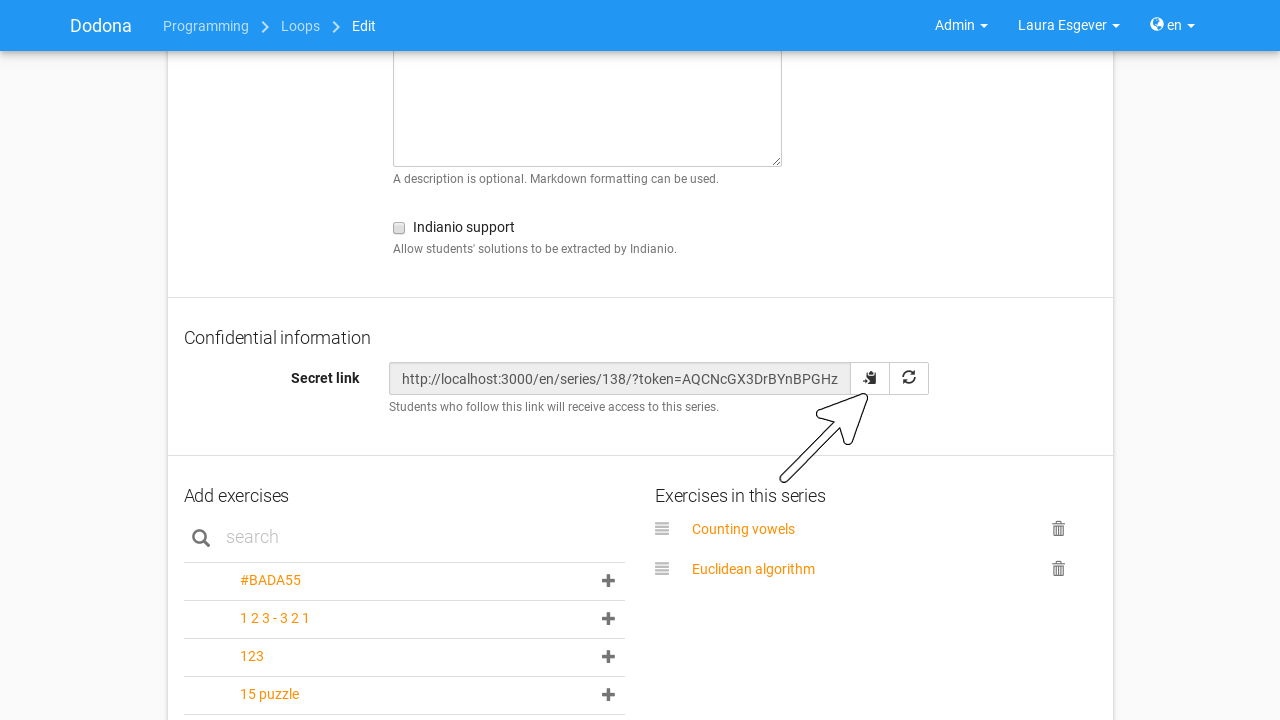 Dodona Programming Loops Edit Admin Laura Esgever en
A description is optional. Markdown formatting can be used.
Indianio support
Allow students' solutions to be extracted by Indianio.
Confidential information
Secret link http://localhost:3000/en/series/138/?token=AQCNcGX3DrBYnBPGHz
Students who follow this link will receive access to this series.
Add exercises
search
#BADA55
1 2 3 - 3 2 1
123
15 puzzle
Exercises in this series
Counting vowels
Euclidean algorithm